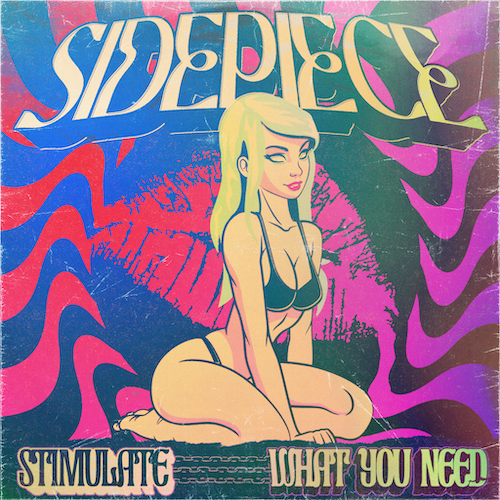 SIDEPIECE
STIMULATE WHAT YOU NEED